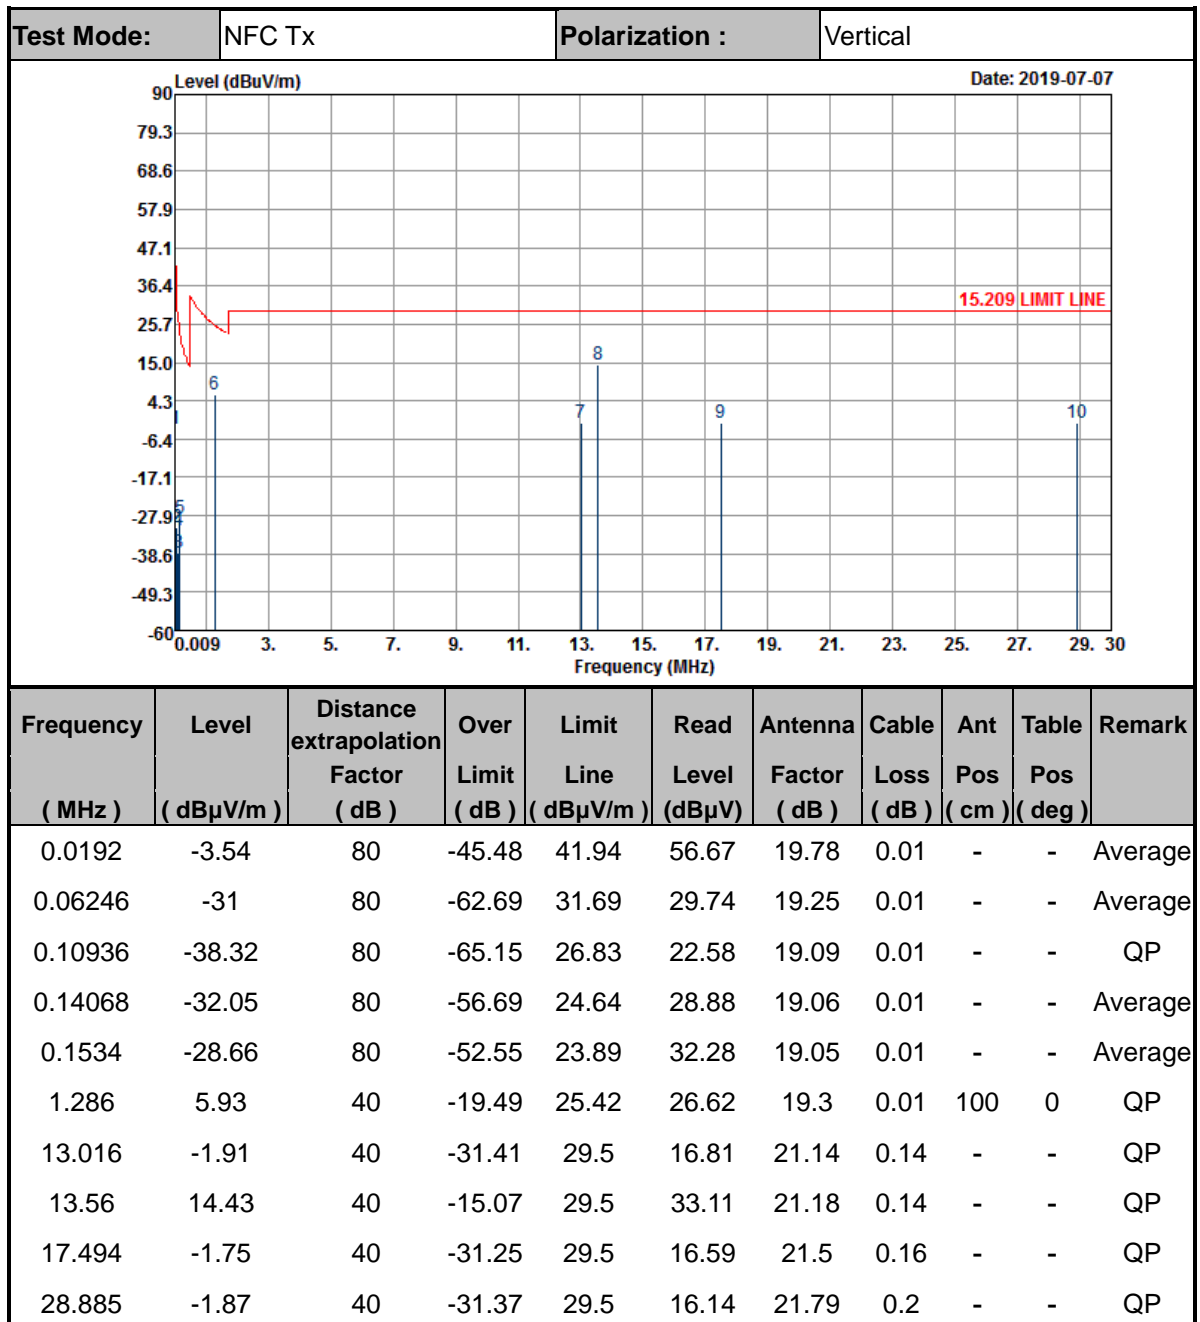 Test Mode: NFC Tx Polarization : Vertical
Level (dBuV/m) Date: 2019-07-07
90
79.3
68.6
57.9
47.1
36.4
15.209 LIMIT LINE
25.7
15.0
8
6
4.3
7 9 10
-6.4
-17.1
5
-27.9
-38.6
-49.3
-60
0.009 3. 5. 7. 9. 11. 13. 15. 17. 19. 21. 23. 25. 27. 29. 30
Frequency (MHz)
Frequency Level Distance extrapolation Over Limit Read Antenna Cable Ant Table Remark
Factor Limit Line Level Factor Loss Pos Pos
( MHz ) ( dBµV/m ) ( dB ) ( dB ) ( dBµV/m ) (dBµV) ( dB ) ( dB ) ( cm ) ( deg )
0.0192 -3.54 80 -45.48 41.94 56.67 19.78 0.01 - - Average
0.06246 -31 80 -62.69 31.69 29.74 19.25 0.01 - - Average
0.10936 -38.32 80 -65.15 26.83 22.58 19.09 0.01 - - QP
0.14068 -32.05 80 -56.69 24.64 28.88 19.06 0.01 - - Average
0.1534 -28.66 80 -52.55 23.89 32.28 19.05 0.01 - - Average
1.286 5.93 40 -19.49 25.42 26.62 19.3 0.01 100 0 QP
13.016 -1.91 40 -31.41 29.5 16.81 21.14 0.14 - - QP
13.56 14.43 40 -15.07 29.5 33.11 21.18 0.14 - - QP
17.494 -1.75 40 -31.25 29.5 16.59 21.5 0.16 - - QP
28.885 -1.87 40 -31.37 29.5 16.14 21.79 0.2 - - QP